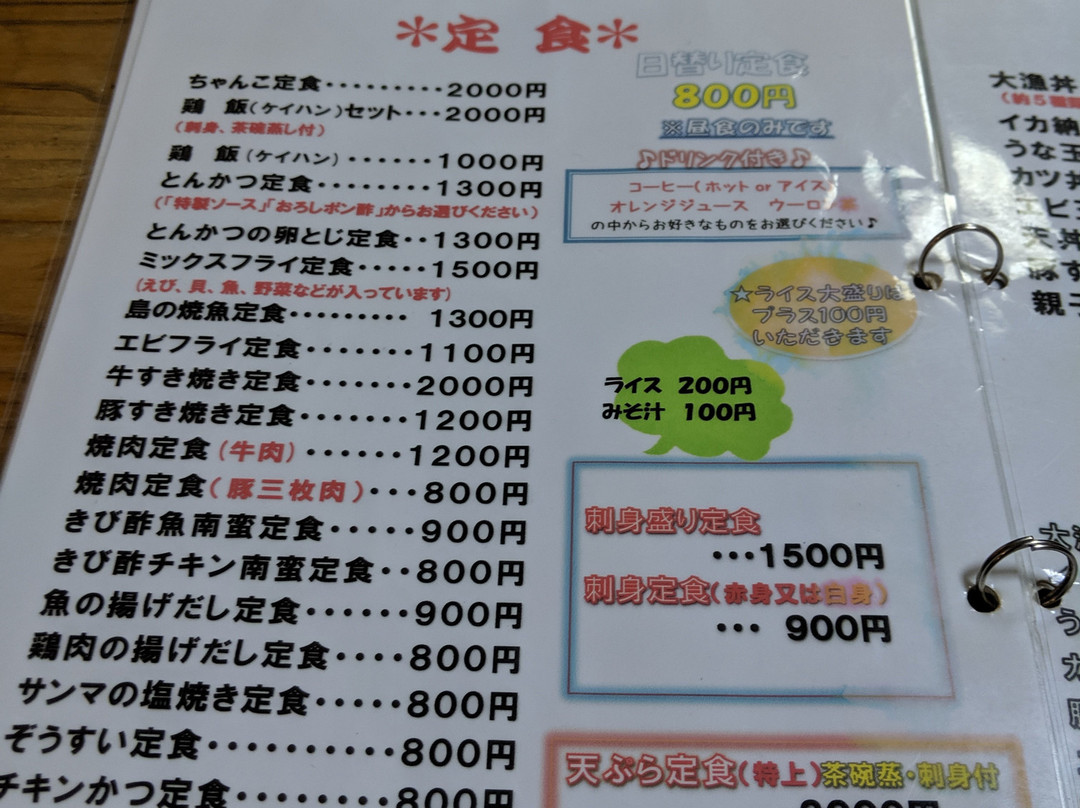 ＊定　食＊
ちゃんこ定食･････････2000円
鶏　飯(ケイハン)セット･･･2000円
(刺身、茶碗蒸し付)
鶏　飯(ケイハン)･･････1000円
とんかつ定食････････1300円
(「特製ソース」「おろしポン酢」からお選びください)
とんかつの卵とじ定食･･1300円
ミックスフライ定食･････1500円
(えび、貝、魚、野菜などが入っています)
島の焼魚定食･････････ 1300円
エビフライ定食･･･････1100円
牛すき焼き定食･･･････2000円
豚すき焼き定食･･･････1200円
焼肉定食(牛肉)･･････1200円
焼肉定食(豚三枚肉)･･･800円
きび酢魚南蛮定食･････900円
きび酢チキン南蛮定食･･800円
魚の揚げだし定食･････900円
鶏肉の揚げだし定食････800円
サンマの塩焼き定食････800円
ぞうすい定食･･････････800円
チキンかつ定食････････800円
日替り定食
800円
※昼食のみです
♪ドリンク付き♪
コーヒー(ホット or アイス)
オレンジジュース　ウーロン茶
の中からお好きなものをお選びください♪
★ライス大盛りは
プラス100円
いただきます
ライス 200円
みそ汁 100円
刺身盛り定食
･･･1500円
刺身定食(赤身又は白身)
･･･ 900円
天ぷら定食(特上)茶碗蒸・刺身付
大漁丼
イカ納
うな玉
カツ丼
エビフ
天丼
豚す
親子